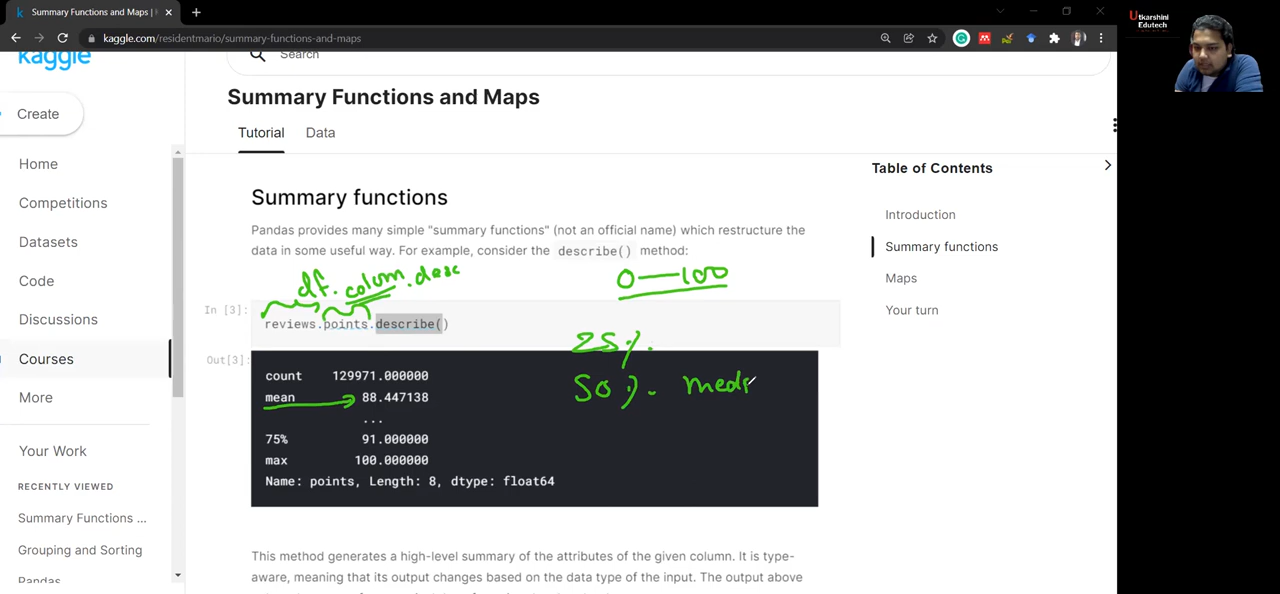 Summary Functions and Maps |
kaggle.com/residentmario/summary-functions-and-maps
Utkarshini
Edutech
kaggle
Search
Create
Home
Competitions
Datasets
Code
Discussions
Courses
More
Your Work
RECENTLY VIEWED
Summary Functions ...
Grouping and Sorting
Pandas
Summary Functions and Maps
Tutorial Data
Summary functions
Pandas provides many simple "summary functions" (not an official name) which restructure the
data in some useful way. For example, consider the describe() method:
df.colum.desc
0—100
In [3]:
reviews.points.describe()
25%.
50%. med
Out[3]:
count 129971.000000
mean 88.447138
...
75% 91.000000
max 100.000000
Name: points, Length: 8, dtype: float64
This method generates a high-level summary of the attributes of the given column. It is type-
aware, meaning that its output changes based on the data type of the input. The output above
Table of Contents
Introduction
Summary functions
Maps
Your turn